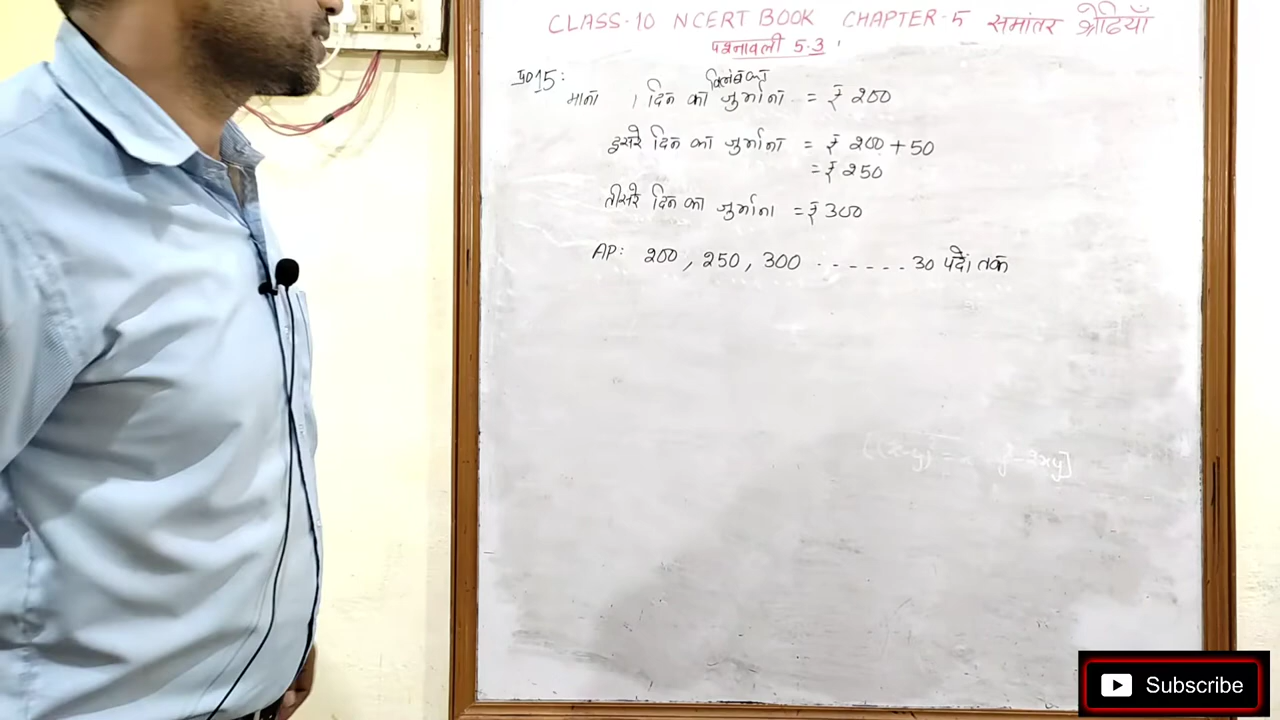 CLASS-10 NCERT BOOK CHAPTER-5 समांतर श्रेढियाँ
प्रश्नावली 5.3
प्र015:
विलंब का
माना 1 दिन का जुर्माना = ₹ 200
दूसरे दिन का जुर्माना = ₹ 200 + 50
= ₹ 250
तीसरे दिन का जुर्माना = ₹ 300
AP: 200, 250, 300 ....... 30 पदों तक
Subscribe